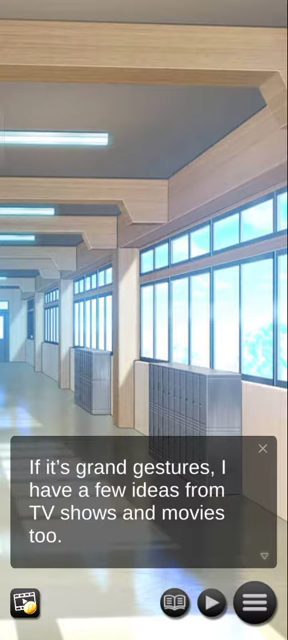 If it’s grand gestures, I
have a few ideas from
TV shows and movies
too.